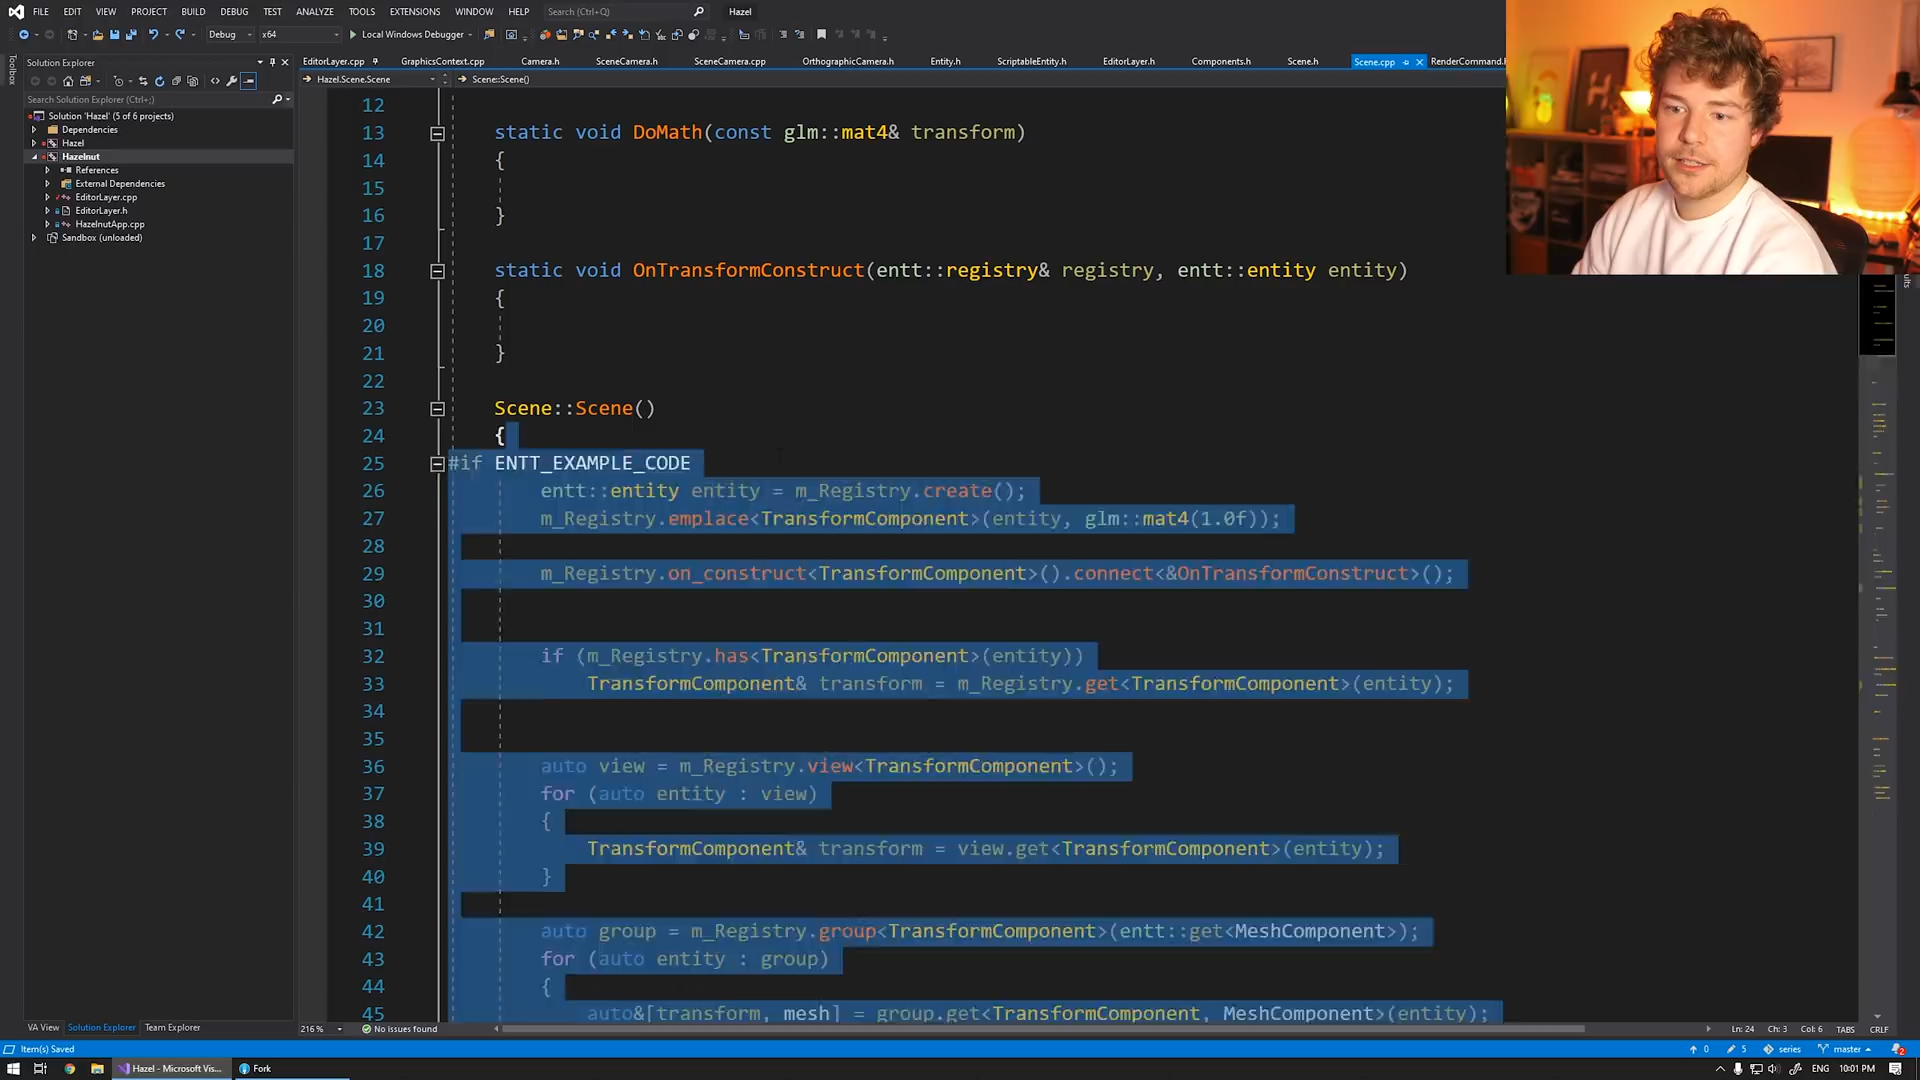 FILE EDIT VIEW PROJECT BUILD DEBUG TEST ANALYZE TOOLS EXTENSIONS WINDOW HELP Search (Ctrl+Q) Hazel
Debug x64 Local Windows Debugger
Toolbox
Solution Explorer
Search Solution Explorer (Ctrl+;)
Solution 'Hazel' (5 of 6 projects)
Dependencies
Hazel
Hazelnut
References
External Dependencies
EditorLayer.cpp
EditorLayer.h
HazelnutApp.cpp
Sandbox (unloaded)
EditorLayer.cpp GraphicsContext.cpp Camera.h SceneCamera.h SceneCamera.cpp OrthographicCamera.h Entity.h ScriptableEntity.h EditorLayer.h Components.h Scene.h Scene.cpp RenderCommand.h
Hazel.Scene.Scene Scene::Scene()
12
13 static void DoMath(const glm::mat4& transform)
14 {
15
16 }
17
18 static void OnTransformConstruct(entt::registry& registry, entt::entity entity)
19 {
20
21 }
22
23 Scene::Scene()
24 {
25 #if ENTT_EXAMPLE_CODE
26 entt::entity entity = m_Registry.create();
27 m_Registry.emplace<TransformComponent>(entity, glm::mat4(1.0f));
28
29 m_Registry.on_construct<TransformComponent>().connect<&OnTransformConstruct>();
30
31
32 if (m_Registry.has<TransformComponent>(entity))
33 TransformComponent& transform = m_Registry.get<TransformComponent>(entity);
34
35
36 auto view = m_Registry.view<TransformComponent>();
37 for (auto entity : view)
38 {
39 TransformComponent& transform = view.get<TransformComponent>(entity);
40 }
41
42 auto group = m_Registry.group<TransformComponent>(entt::get<MeshComponent>);
43 for (auto entity : group)
44 {
45 auto&[transform, mesh] = group.get<TransformComponent, MeshComponent>(entity);
VA View Solution Explorer Team Explorer
216 % No issues found Ln: 24 Ch: 3 Col: 6 TABS CRLF
Item(s) Saved 0 5 series master 2
Hazel - Microsoft Vis... Fork ENG 10:01 PM